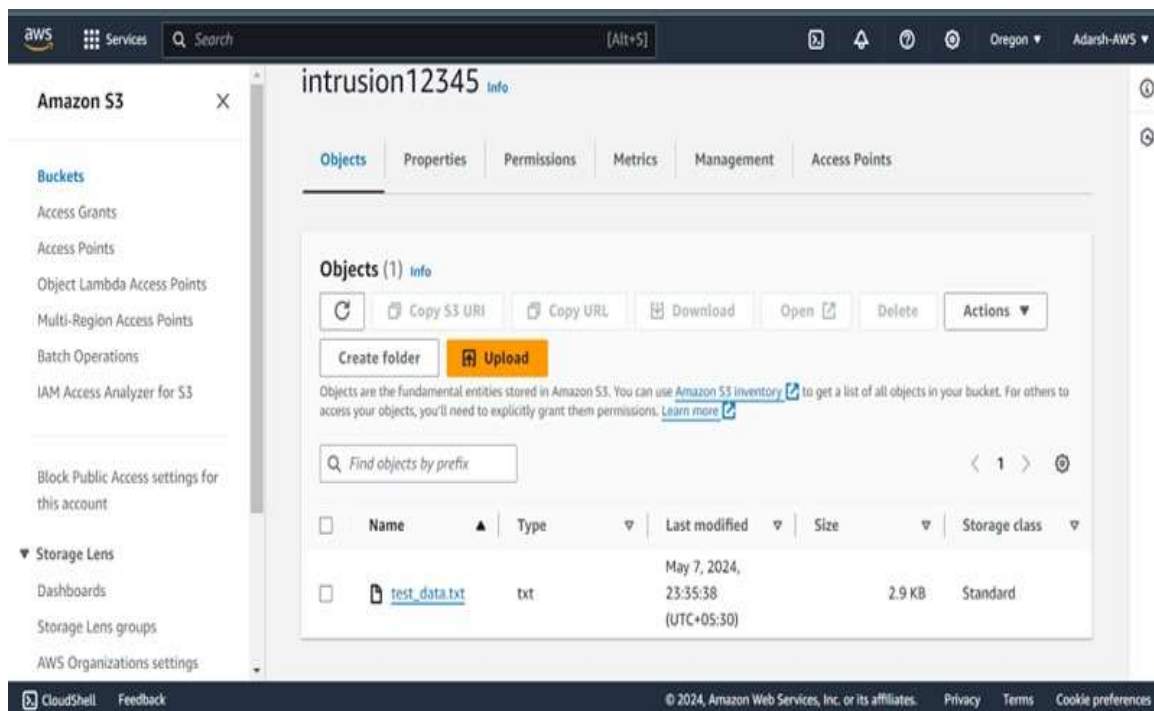 aws Services Search [Alt+S] Oregon Adarsh-AWS
Amazon S3
Buckets
Access Grants
Access Points
Object Lambda Access Points
Multi-Region Access Points
Batch Operations
IAM Access Analyzer for S3
Block Public Access settings for
this account
Storage Lens
Dashboards
Storage Lens groups
AWS Organizations settings
intrusion12345 Info
Objects Properties Permissions Metrics Management Access Points
Objects (1) Info
Copy S3 URI Copy URL Download Open Delete Actions
Create folder Upload
Objects are the fundamental entities stored in Amazon S3. You can use Amazon S3 inventory to get a list of all objects in your bucket. For others to
access your objects, you'll need to explicitly grant them permissions. Learn more
Find objects by prefix
1
Name Type Last modified Size Storage class
test_data.txt txt May 7, 2024, 2.9 KB Standard
23:35:38
(UTC+05:30)
CloudShell Feedback © 2024, Amazon Web Services, Inc. or its affiliates. Privacy Terms Cookie preferences